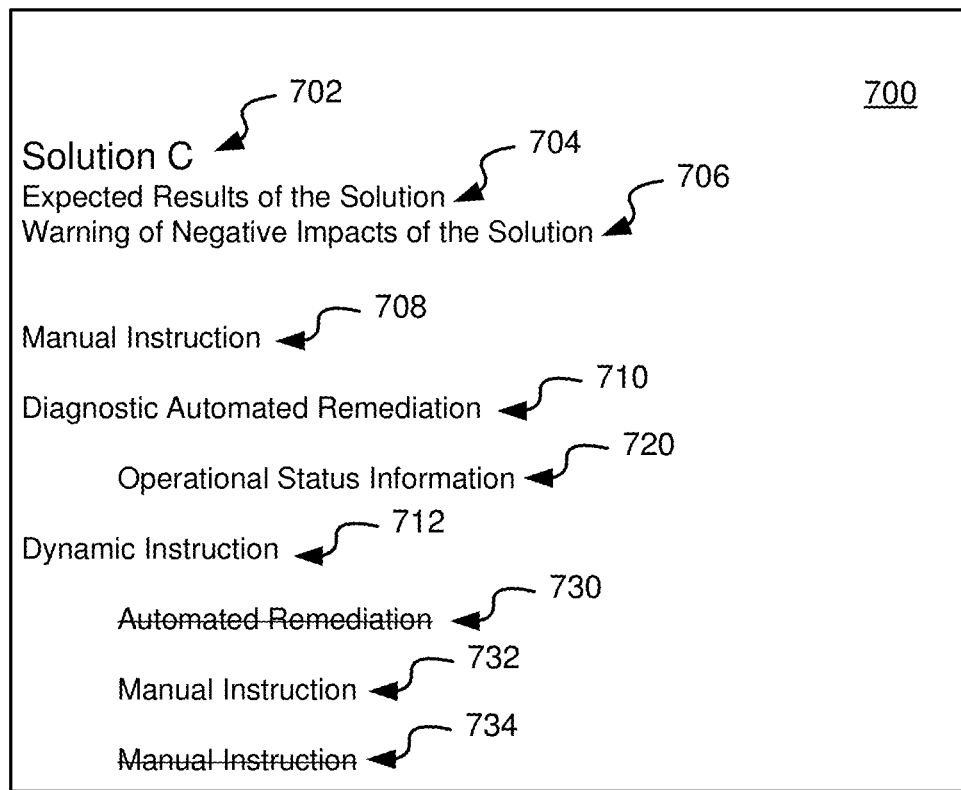 702
700
Solution C
704
Expected Results of the Solution
706
Warning of Negative Impacts of the Solution
708
Manual Instruction
710
Diagnostic Automated Remediation
720
Operational Status Information
712
Dynamic Instruction
730
Automated Remediation
732
Manual Instruction
734
Manual Instruction